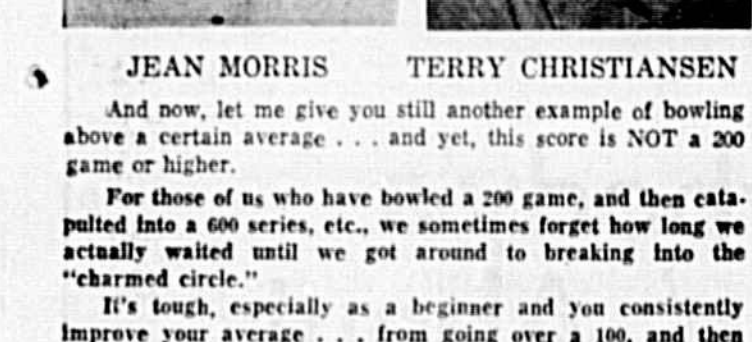 JEAN MORRIS TERRY CHRISTIANSEN
And now, let me give you still another example of bowling
above a certain average . . . and yet, this score is NOT a 200
game or higher.
For those of us who have bowled a 200 game, and then cata-
pulted into a 600 series, etc., we sometimes forget how long we
actually waited until we got around to breaking into the
"charmed circle."
It's tough, especially as a beginner and you consistently
improve your average . . . from going over a 100, and then